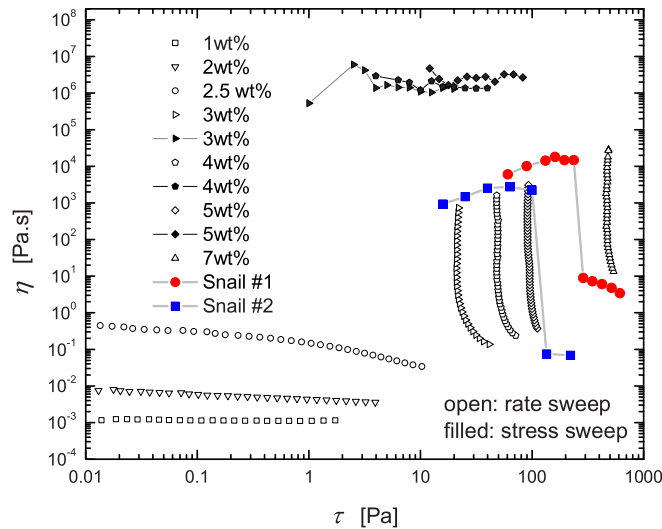 10^8
10^7
10^6
10^5
10^4
10^3
10^2
10^1
10^0
10^-1
10^-2
10^-3
10^-4
η [Pa.s]
1wt%
2wt%
2.5 wt%
3wt%
3wt%
4wt%
4wt%
5wt%
5wt%
7wt%
Snail #1
Snail #2
open: rate sweep
filled: stress sweep
0.01 0.1 1 10 100 1000
τ [Pa]